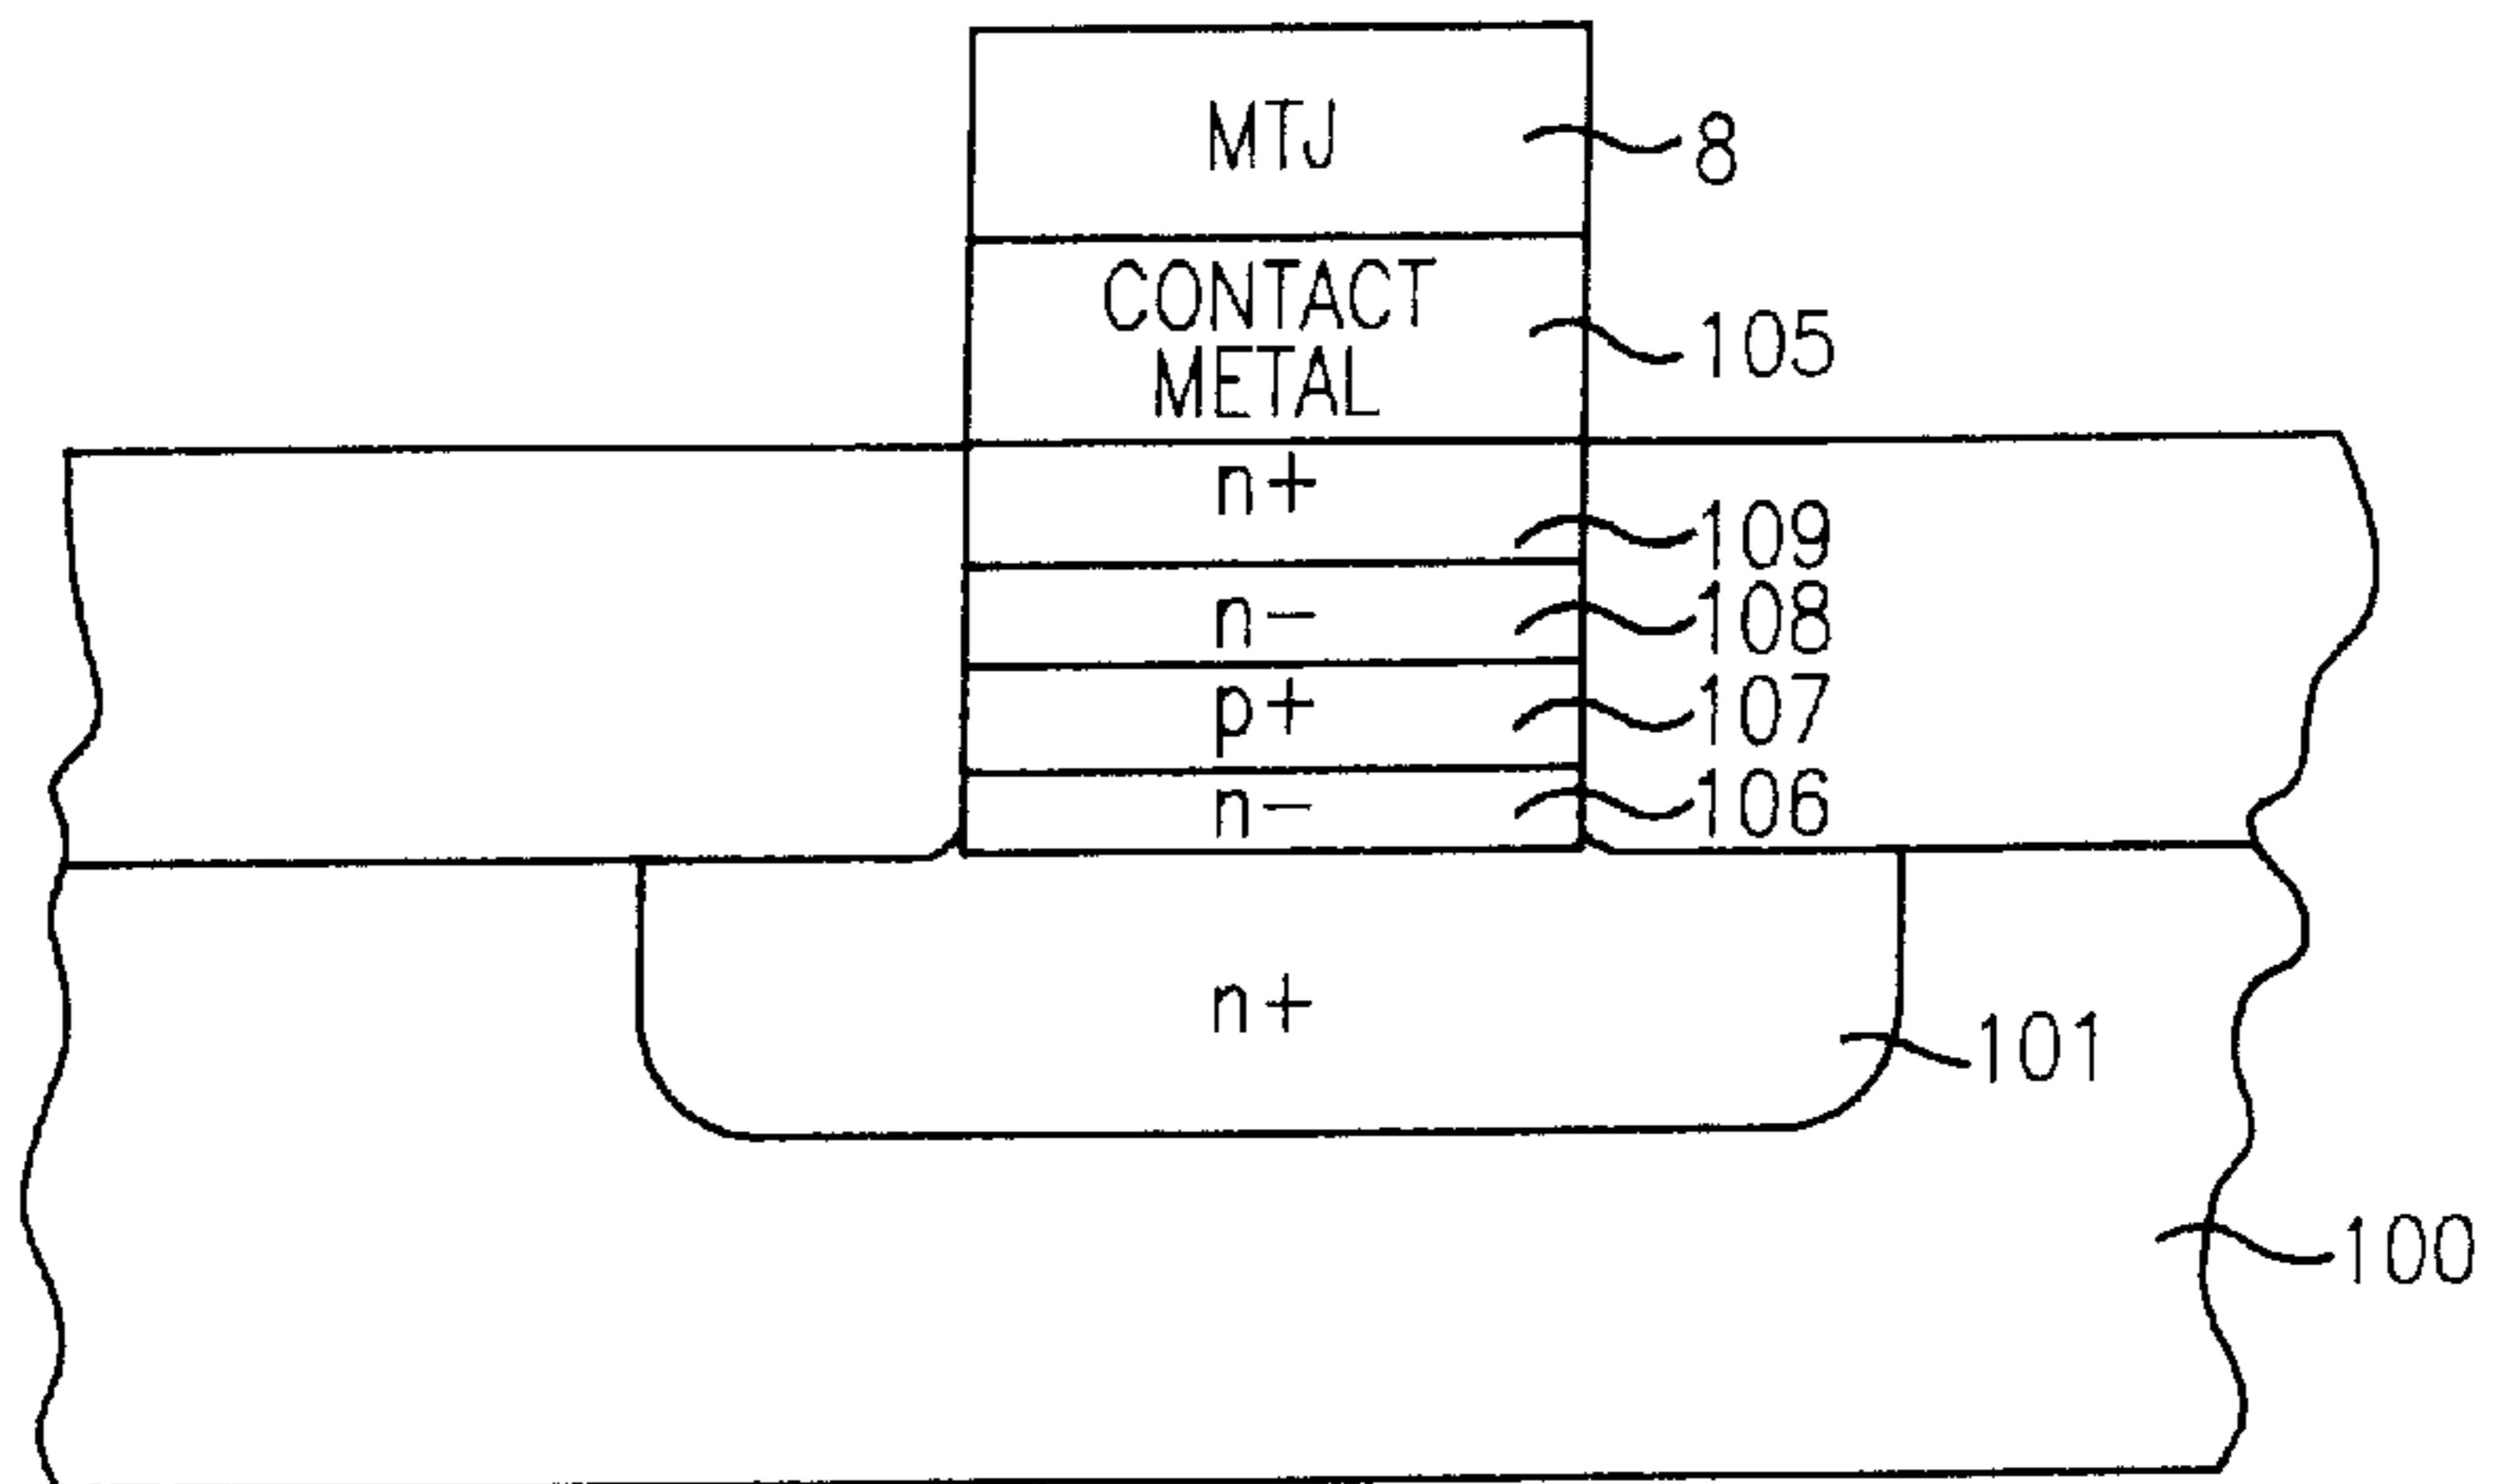 MTJ
8
CONTACT
METAL
105
n+
109
n-
108
p+
107
n-
106
n+
101
100